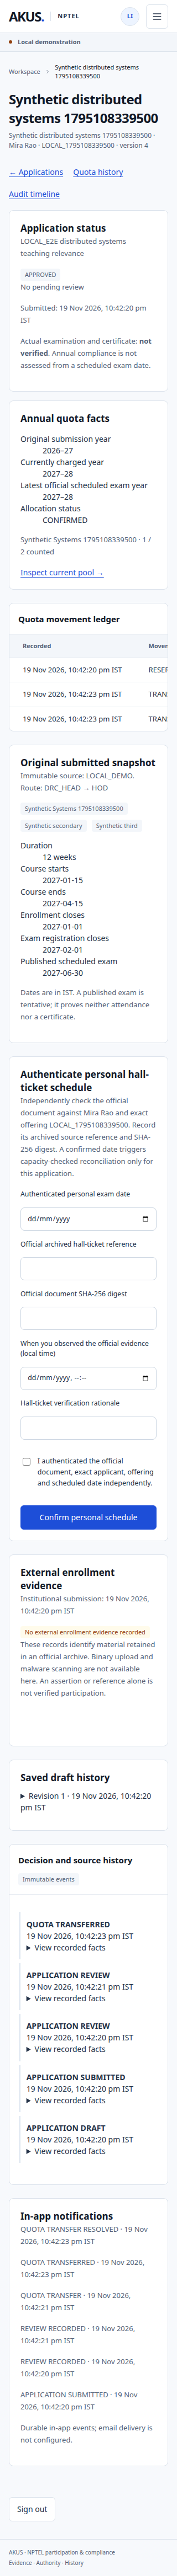 AKUS. NPTEL LI
Local demonstration
Workspace › Synthetic distributed
systems 1795108339500
Synthetic distributed
systems 1795108339500
Synthetic distributed systems 1795108339500 ·
Mira Rao · LOCAL_1795108339500 · version 4
← Applications Quota history
Audit timeline
Application status
LOCAL_E2E distributed systems
teaching relevance
APPROVED
No pending review
Submitted: 19 Nov 2026, 10:42:20 pm
IST
Actual examination and certificate: not
verified. Annual compliance is not
assessed from a scheduled exam date.
Annual quota facts
Original submission year
2026–27
Currently charged year
2027–28
Latest official scheduled exam year
2027–28
Allocation status
CONFIRMED
Synthetic Systems 1795108339500 · 1 /
2 counted
Inspect current pool →
Quota movement ledger
Recorded Movem
19 Nov 2026, 10:42:20 pm IST RESER
19 Nov 2026, 10:42:23 pm IST TRAN
19 Nov 2026, 10:42:23 pm IST TRAN
Original submitted snapshot
Immutable source: LOCAL_DEMO.
Route: DRC_HEAD → HOD
Synthetic Systems 1795108339500
Synthetic secondary Synthetic third
Duration
12 weeks
Course starts
2027-01-15
Course ends
2027-04-15
Enrollment closes
2027-01-01
Exam registration closes
2027-02-01
Published scheduled exam
2027-06-30
Dates are in IST. A published exam is
tentative; it proves neither attendance
nor a certificate.
Authenticate personal hall-
ticket schedule
Independently check the official
document against Mira Rao and exact
offering LOCAL_1795108339500. Record
its archived source reference and SHA-
256 digest. A confirmed date triggers
capacity-checked reconciliation only for
this application.
Authenticated personal exam date
dd/mm/yyyy
Official archived hall-ticket reference
Official document SHA-256 digest
When you observed the official evidence
(local time)
dd/mm/yyyy, --:--
Hall-ticket verification rationale
I authenticated the official
document, exact applicant, offering
and scheduled date independently.
Confirm personal schedule
External enrollment
evidence
Institutional submission: 19 Nov 2026,
10:42:20 pm IST
No external enrollment evidence recorded
These records identify material retained
in an official archive. Binary upload and
malware scanning are not available
here. An assertion or reference alone is
not verified participation.
Saved draft history
▶ Revision 1 · 19 Nov 2026, 10:42:20
pm IST
Decision and source history
Immutable events
QUOTA TRANSFERRED
19 Nov 2026, 10:42:23 pm IST
▶ View recorded facts
APPLICATION REVIEW
19 Nov 2026, 10:42:21 pm IST
▶ View recorded facts
APPLICATION REVIEW
19 Nov 2026, 10:42:20 pm IST
▶ View recorded facts
APPLICATION SUBMITTED
19 Nov 2026, 10:42:20 pm IST
▶ View recorded facts
APPLICATION DRAFT
19 Nov 2026, 10:42:20 pm IST
▶ View recorded facts
In-app notifications
QUOTA TRANSFER RESOLVED · 19 Nov
2026, 10:42:23 pm IST
QUOTA TRANSFERRED · 19 Nov 2026,
10:42:23 pm IST
QUOTA TRANSFER · 19 Nov 2026,
10:42:21 pm IST
REVIEW RECORDED · 19 Nov 2026,
10:42:21 pm IST
REVIEW RECORDED · 19 Nov 2026,
10:42:20 pm IST
APPLICATION SUBMITTED · 19 Nov
2026, 10:42:20 pm IST
Durable in-app events; email delivery is
not configured.
Sign out
AKUS · NPTEL participation & compliance
Evidence · Authority · History